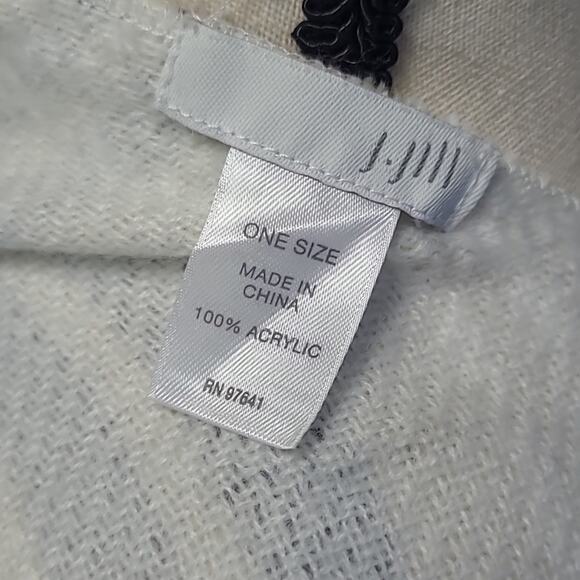 J.Jill
ONE SIZE
MADE IN
CHINA
100% ACRYLIC
RN 97641